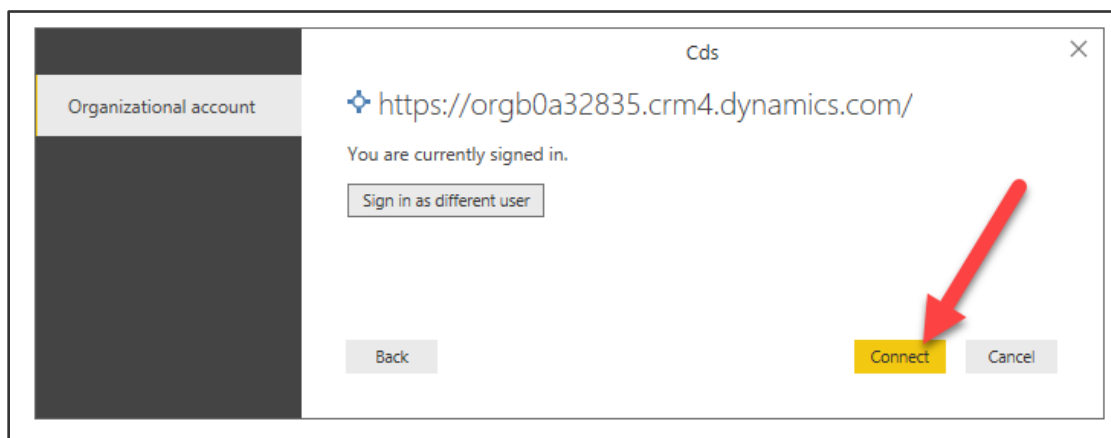 Cds
Organizational account
https://orgb0a32835.crm4.dynamics.com/
You are currently signed in.
Sign in as different user
Back
Connect
Cancel